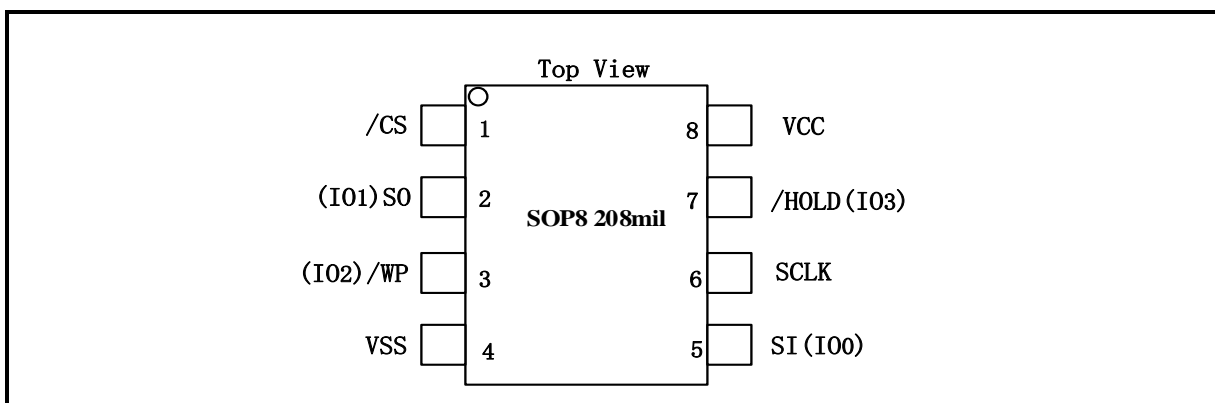 Top View
/CS 1 8 VCC
(IO1)SO 2 7 /HOLD(IO3)
SOP8 208mil
(IO2)/WP 3 6 SCLK
VSS 4 5 SI(IO0)